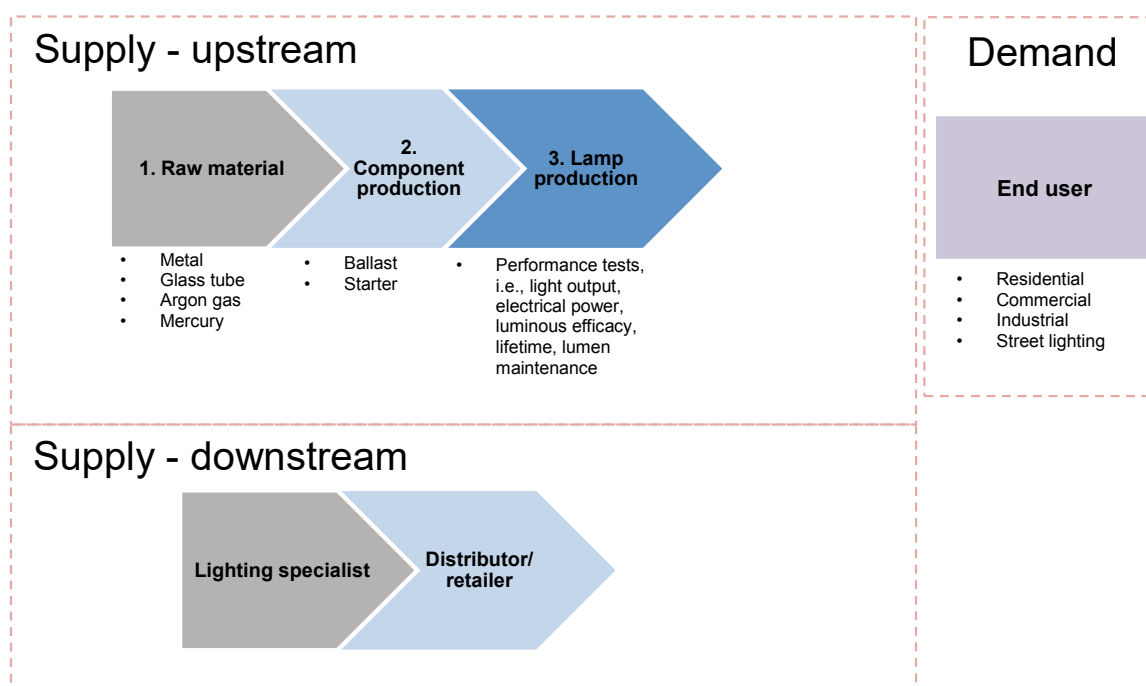 Supply - upstream
1. Raw material
2.
Component
production
3. Lamp
production
• Metal
• Glass tube
• Argon gas
• Mercury
• Ballast
• Starter
• Performance tests,
i.e., light output,
electrical power,
luminous efficacy,
lifetime, lumen
maintenance
Demand
End user
• Residential
• Commercial
• Industrial
• Street lighting
Supply - downstream
Lighting specialist
Distributor/
retailer